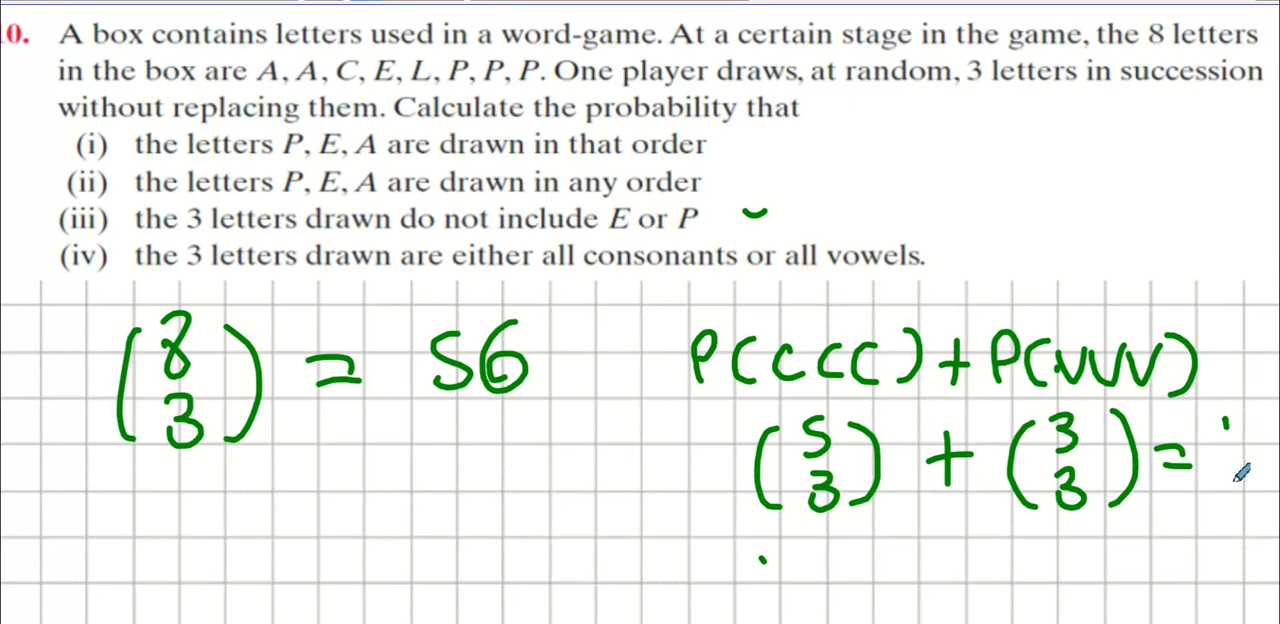 0. A box contains letters used in a word-game. At a certain stage in the game, the 8 letters
in the box are A, A, C, E, L, P, P, P. One player draws, at random, 3 letters in succession
without replacing them. Calculate the probability that
(i) the letters P, E, A are drawn in that order
(ii) the letters P, E, A are drawn in any order
(iii) the 3 letters drawn do not include E or P
(iv) the 3 letters drawn are either all consonants or all vowels.
(8 3) = 56
P(CCC) + P(VVV)
(5 3) + (3 3) =